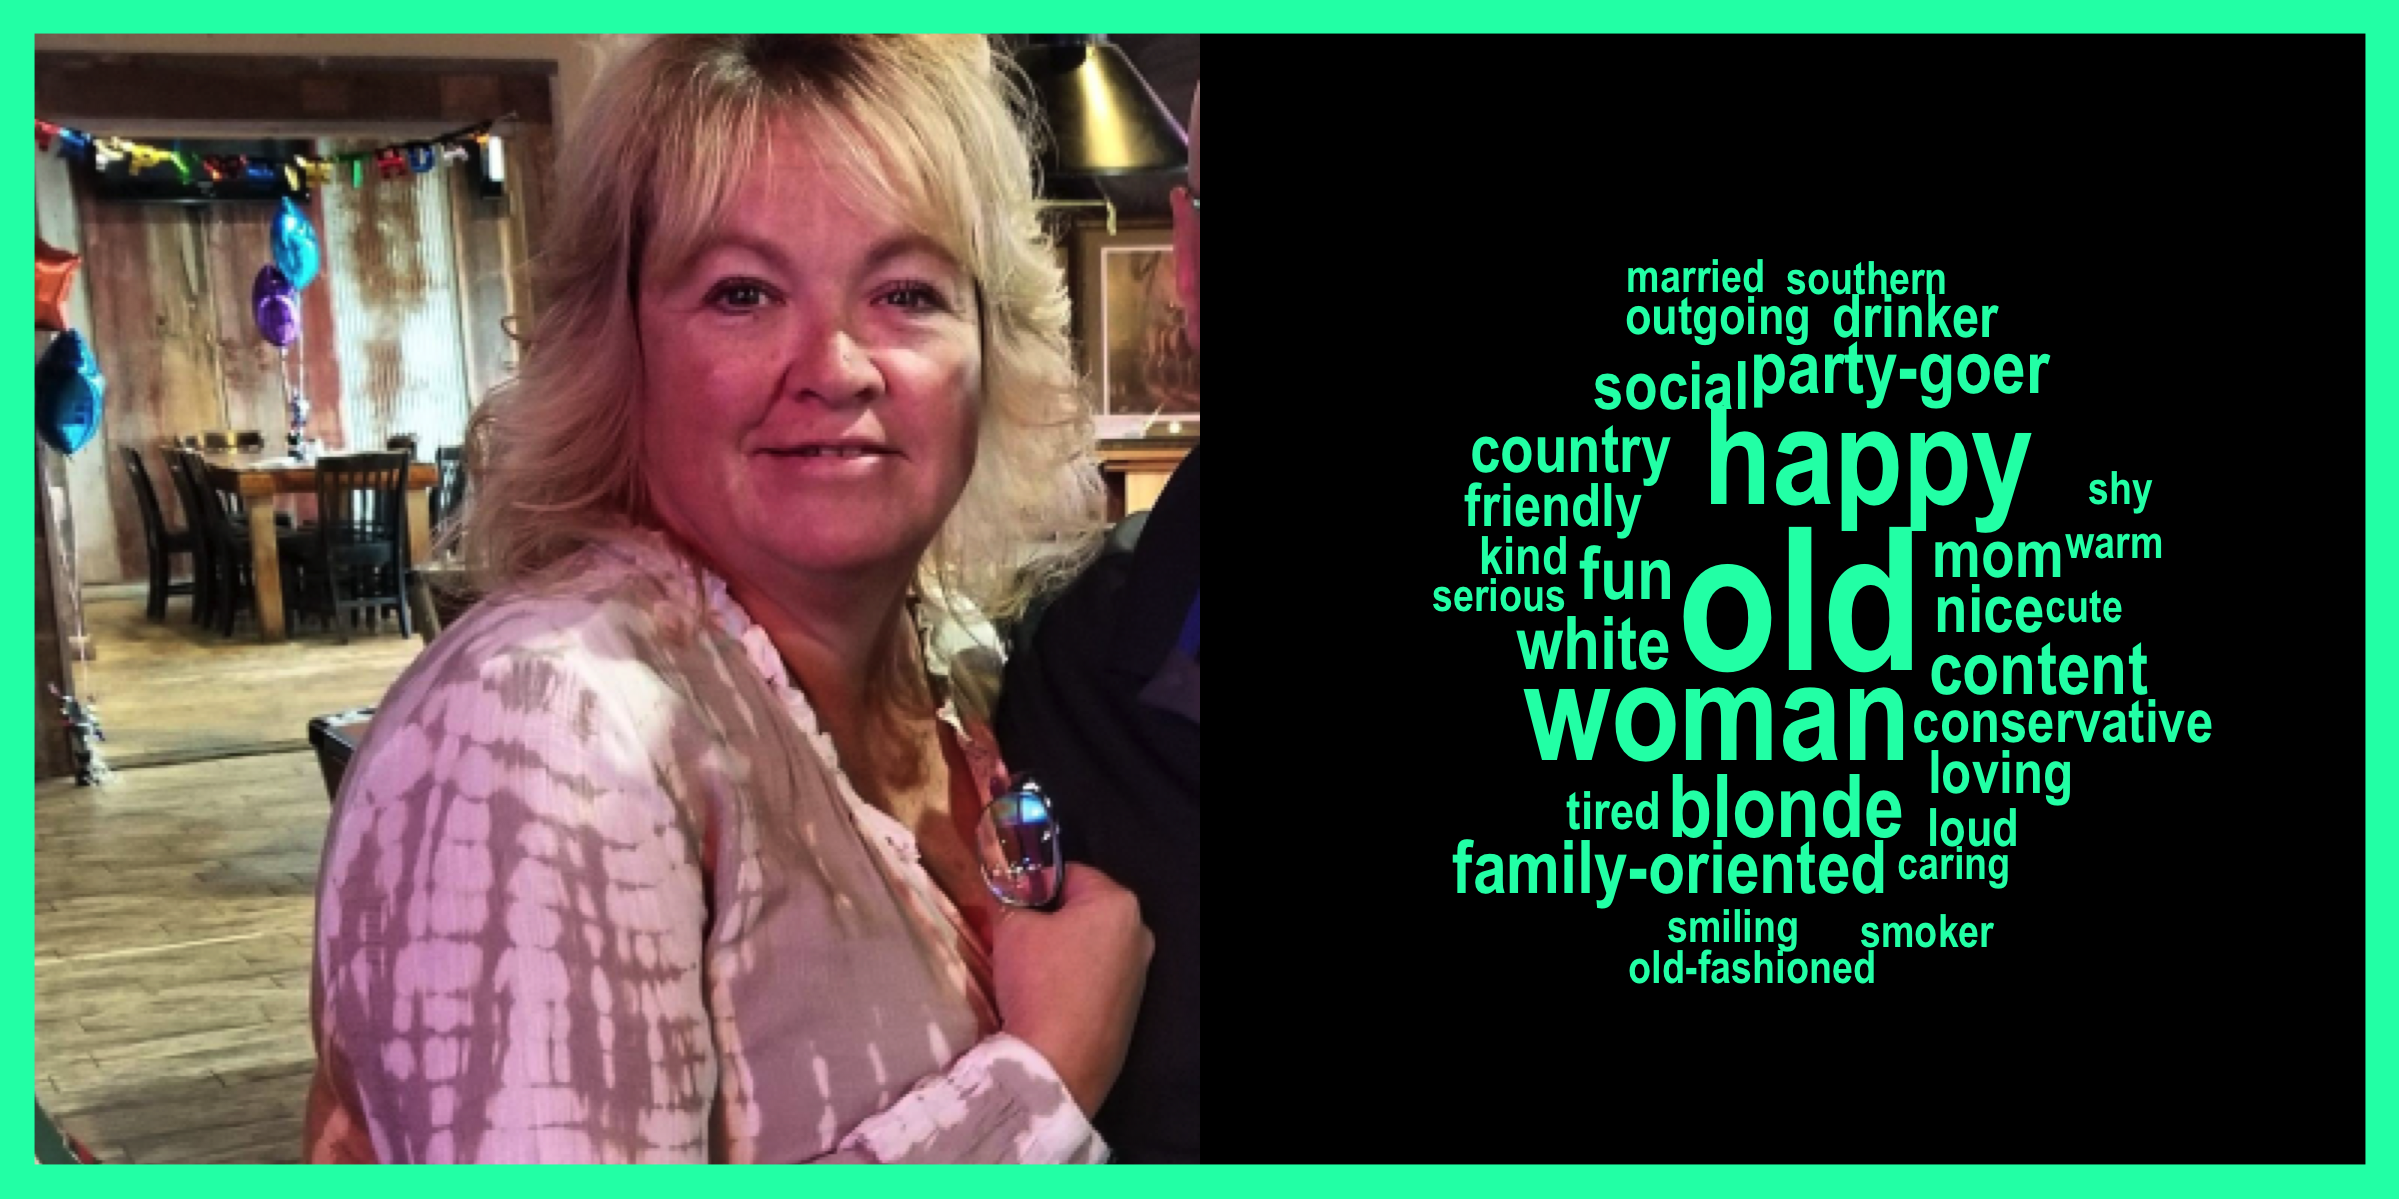 married southern
outgoing drinker
social party-goer
country happy shy
friendly
kind fun old mom warm
serious nice cute
white content
woman conservative
loving
tired blonde loud
family-oriented caring
smiling smoker
old-fashioned